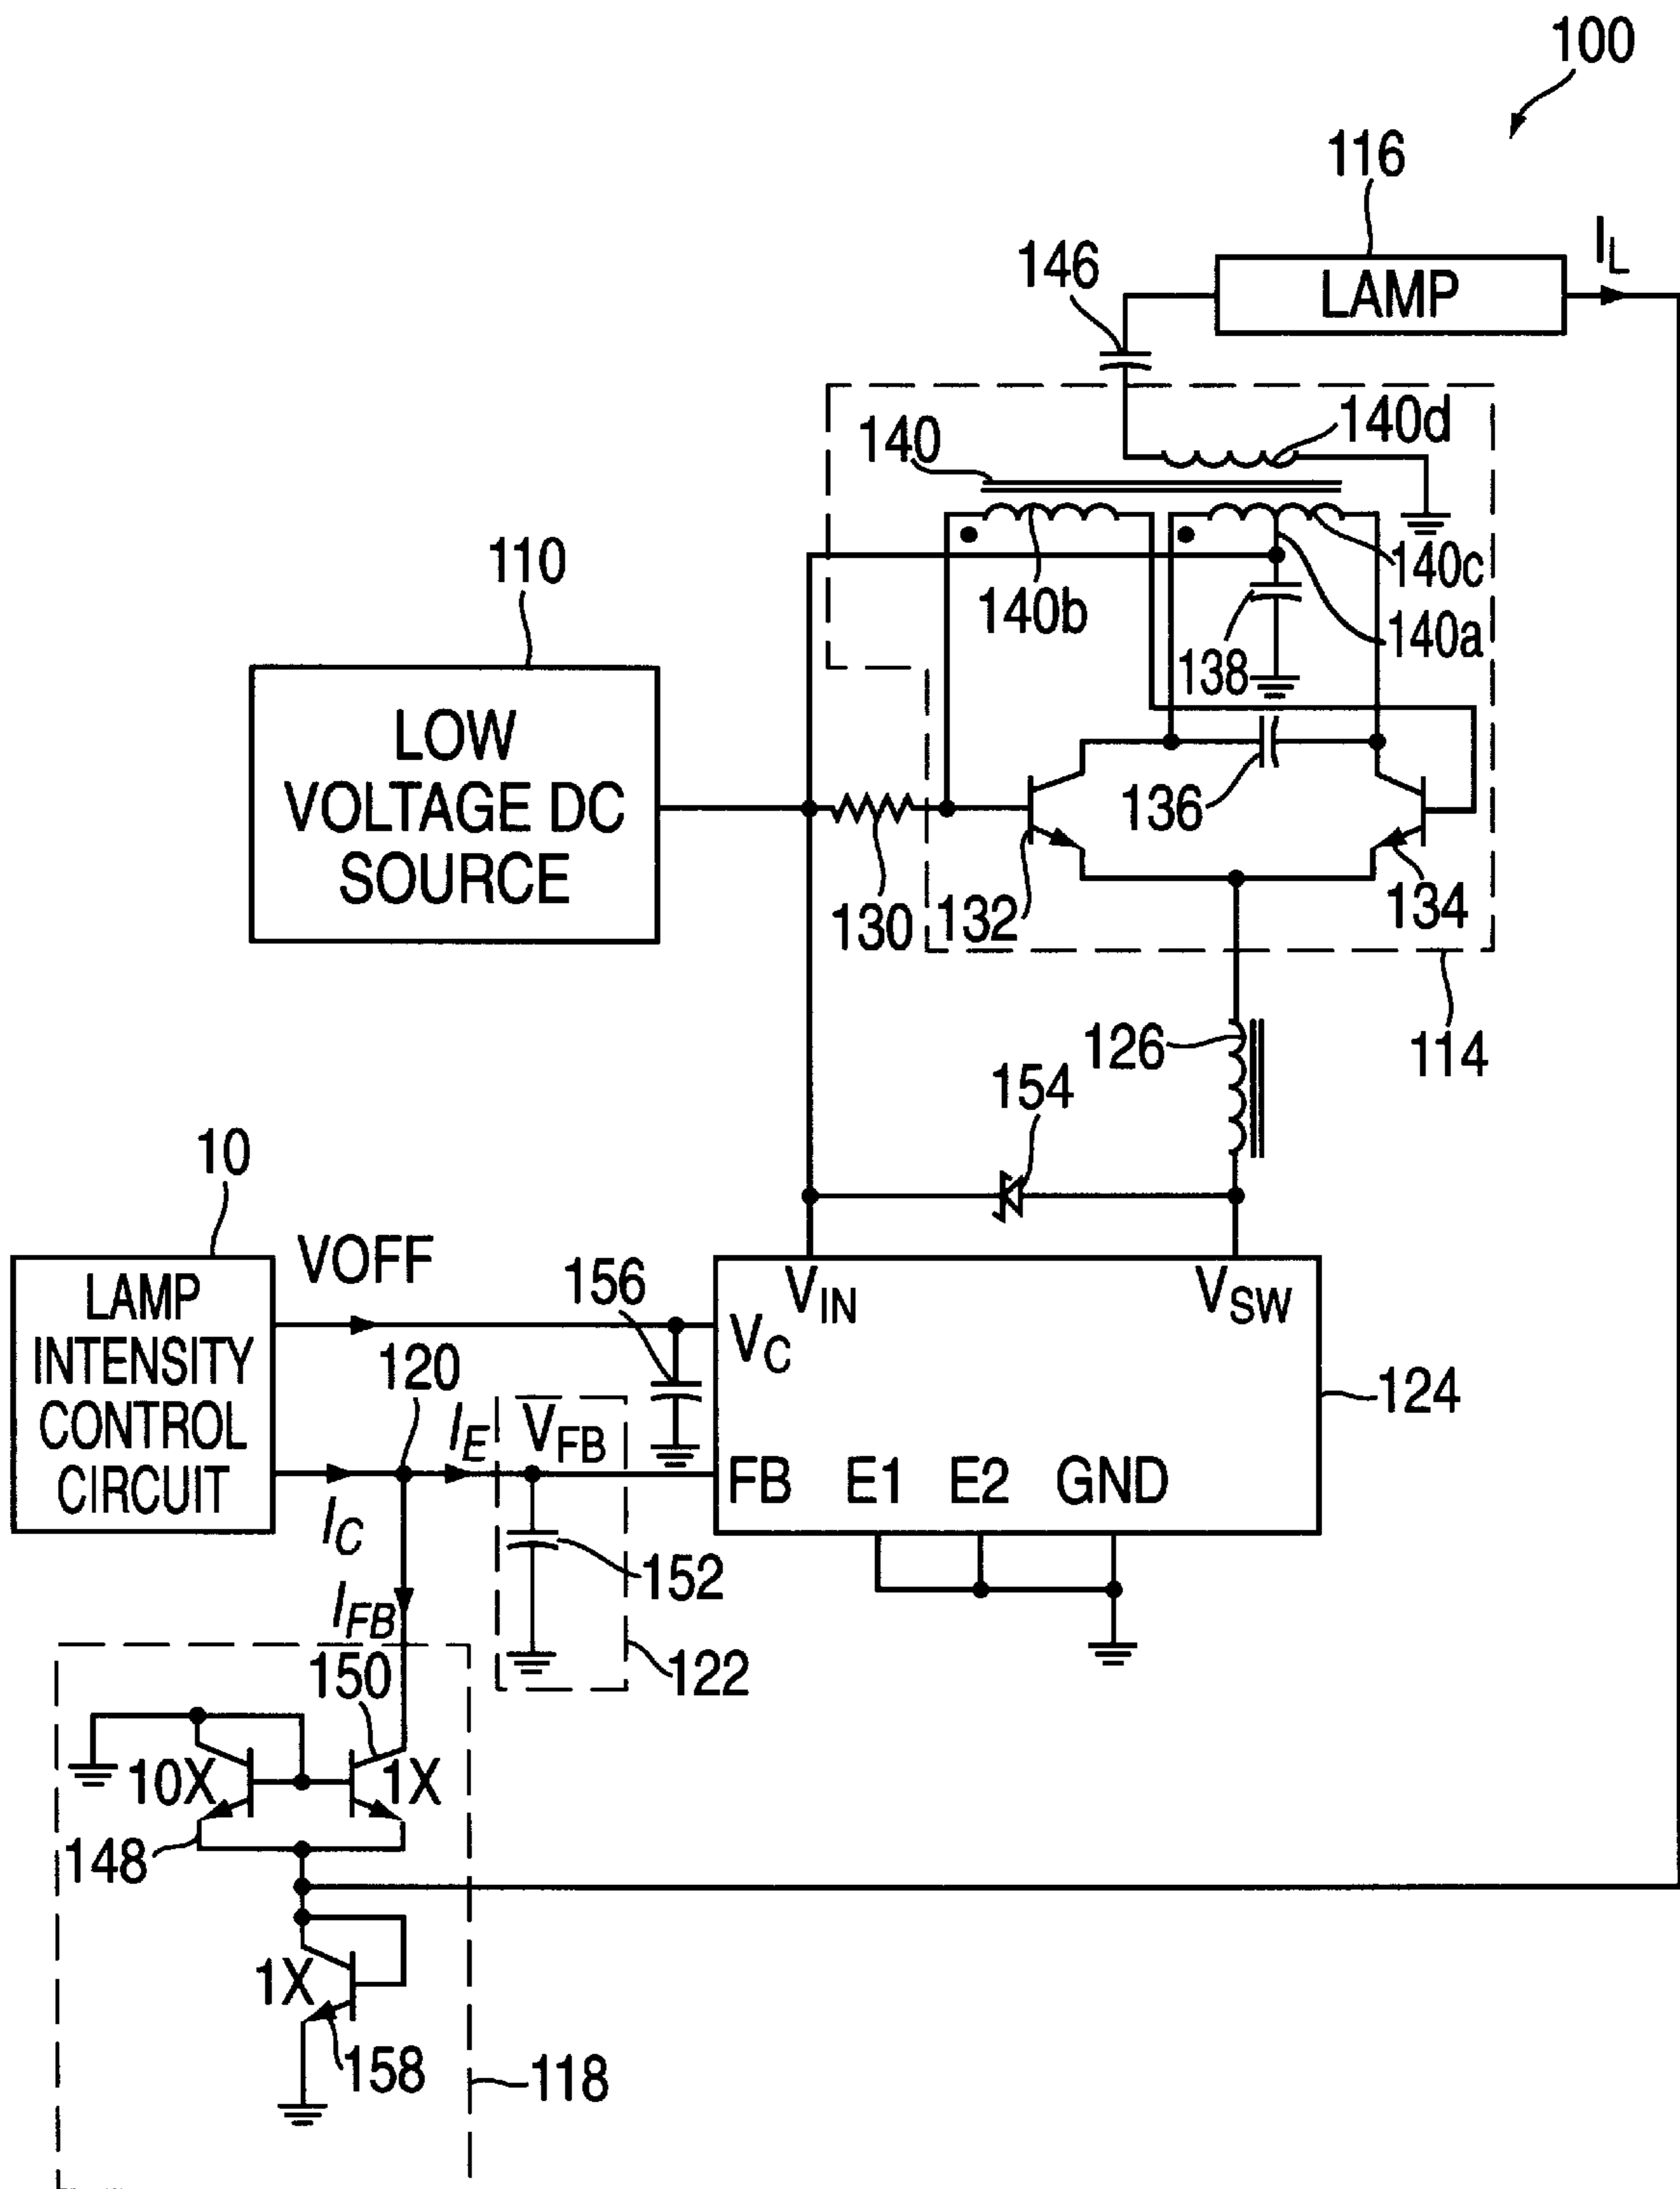 100
116
I_L
146
LAMP
140d
140
110
140c
140b
140a
138
LOW
VOLTAGE DC
SOURCE
136
130
132
134
126
114
154
10
VOFF
156
V_IN
V_SW
LAMP
INTENSITY
CONTROL
CIRCUIT
120
V_C
124
I_E
V_FB
FB
E1
E2
GND
I_C
152
I_FB
150
122
10X
1X
148
1X
158
118